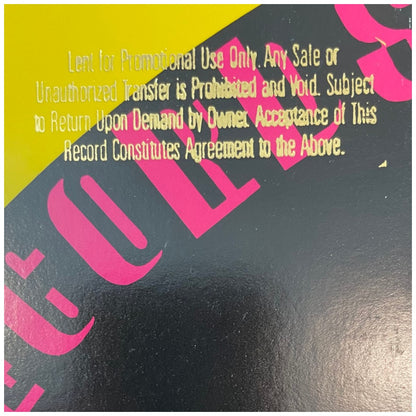 Lent for Promotional Use Only. Any Sale or
Unauthorized Transfer is Prohibited and Void. Subject
to Return Upon Demand by Owner. Acceptance of This
Record Constitutes Agreement to the Above.
ecords